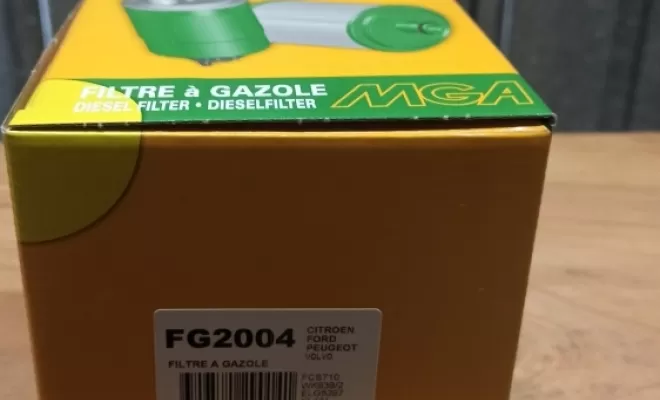 FILTRE à GAZOLE
DIESEL FILTER • DIESELFILTER
MGA
FG2004
CITROEN
FORD
PEUGEOT
VOLVO
FILTRE A GAZOLE
FCS710